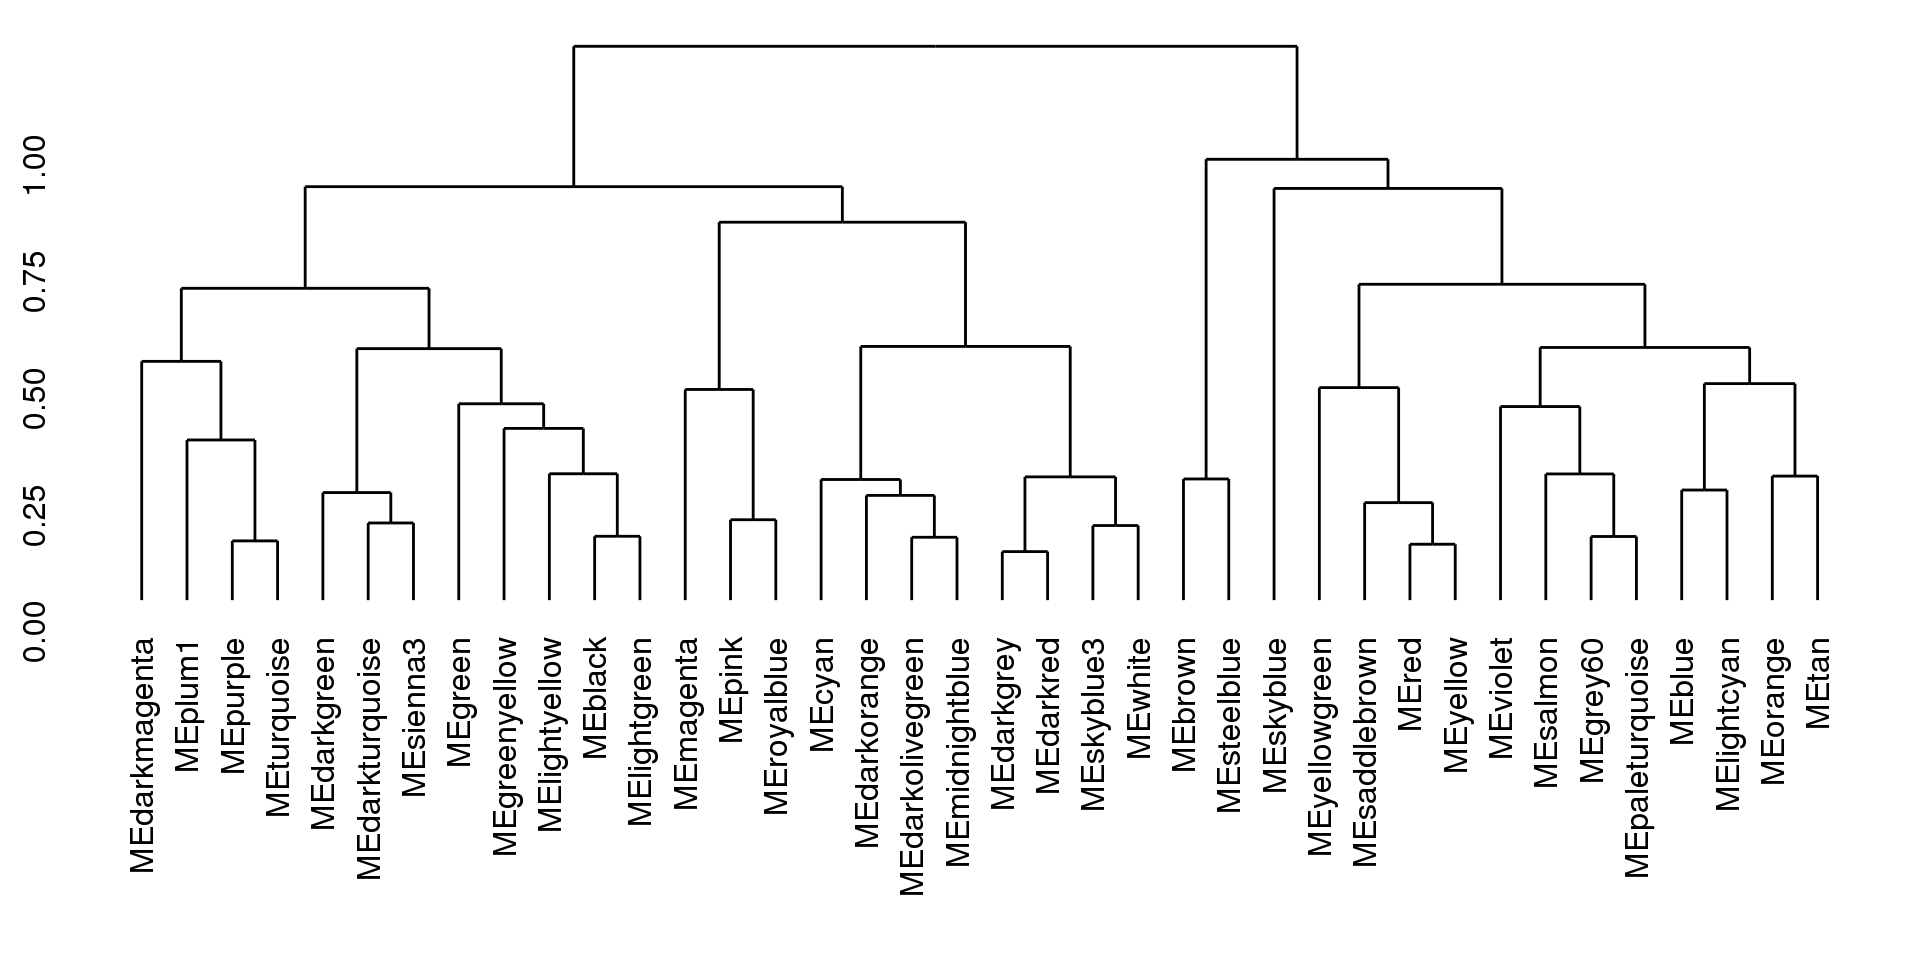 1.00
0.75
0.50
0.25
0.00
MEdarkmagenta
MEplum1
MEpurple
MEturquoise
MEdarkgreen
MEdarkturquoise
MEsienna3
MEgreen
MEgreenyellow
MElightyellow
MEblack
MElightgreen
MEmagenta
MEpink
MEroyalblue
MEcyan
MEdarkorange
MEdarkolivegreen
MEmidnightblue
MEdarkgrey
MEdarkred
MEskyblue3
MEwhite
MEbrown
MEsteelblue
MEskyblue
MEyellowgreen
MEsaddlebrown
MEred
MEyellow
MEviolet
MEsalmon
MEgrey60
MEpaleturquoise
MEblue
MElightcyan
MEorange
MEtan